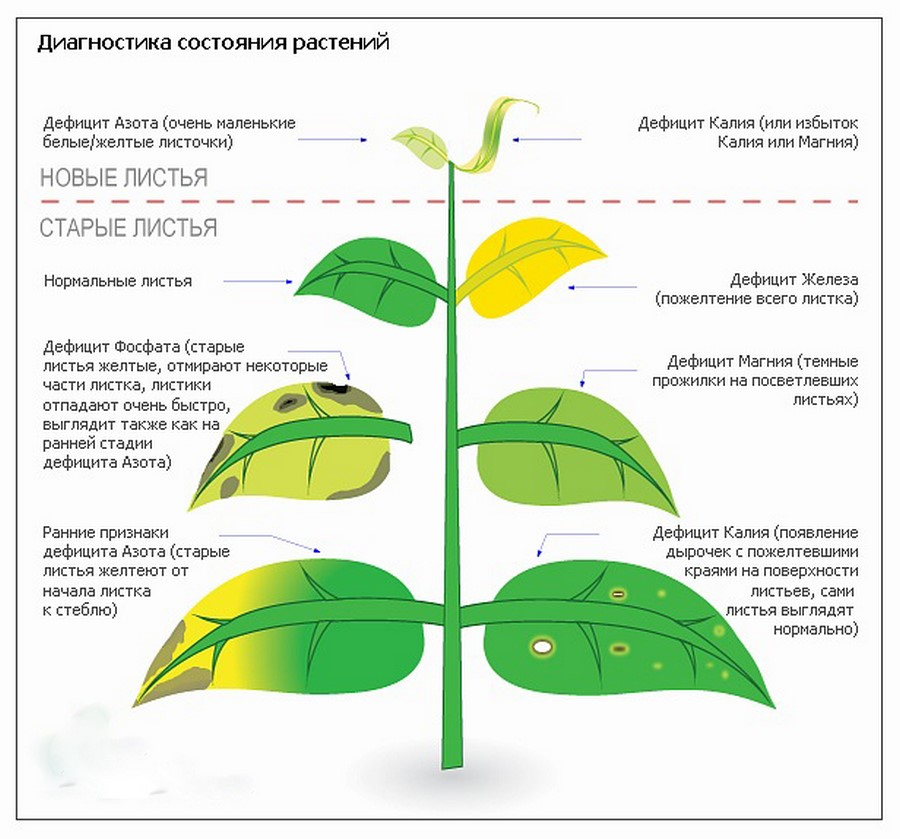 Диагностика состояния растений
Дефицит Азота (очень маленькие
белые/желтые листочки)
Дефицит Калия (или избыток
Калия или Магния)
НОВЫЕ ЛИСТЬЯ
СТАРЫЕ ЛИСТЬЯ
Нормальные листья
Дефицит Железа
(пожелтение всего листка)
Дефицит Фосфата (старые
листья желтые, отмирают некоторые
части листка, листики
отпадают очень быстро,
выглядит также как на
ранней стадии
дефицита Азота)
Дефицит Магния (темные
прожилки на посветлевших
листьях)
Ранние признаки
дефицита Азота (старые
листья желтеют от
начала листка
к стеблю)
Дефицит Калия (появление
дырочек с пожелтевшими
краями на поверхности
листьев, сами
листья выглядят
нормально)